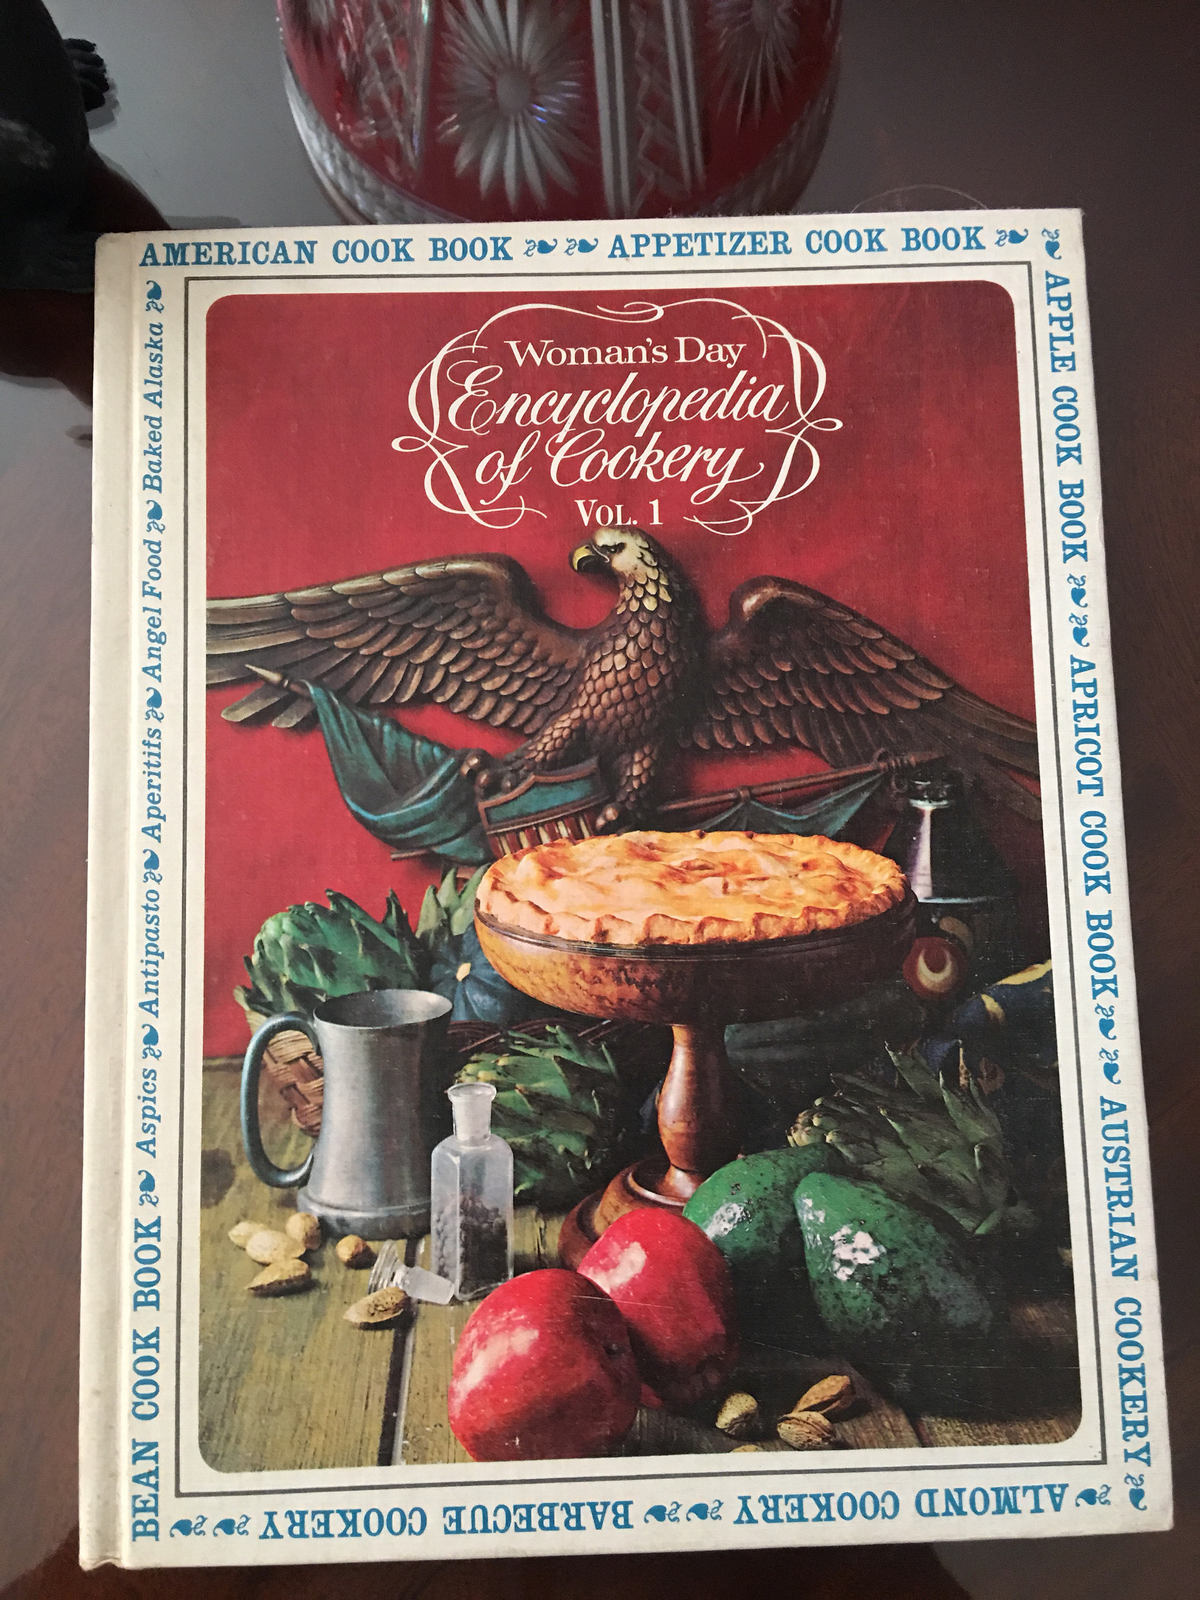 AMERICAN COOK BOOK APPETIZER COOK BOOK
APPLE COOK BOOK APRICOT COOK BOOK AUSTRIAN COOKERY
ALMOND COOKERY BARBECUE COOKERY
BEAN COOK BOOK Aspics Antipasto Aperitifs Angel Food Baked Alaska
Woman's Day
Encyclopedia
of Cookery
VOL. 1